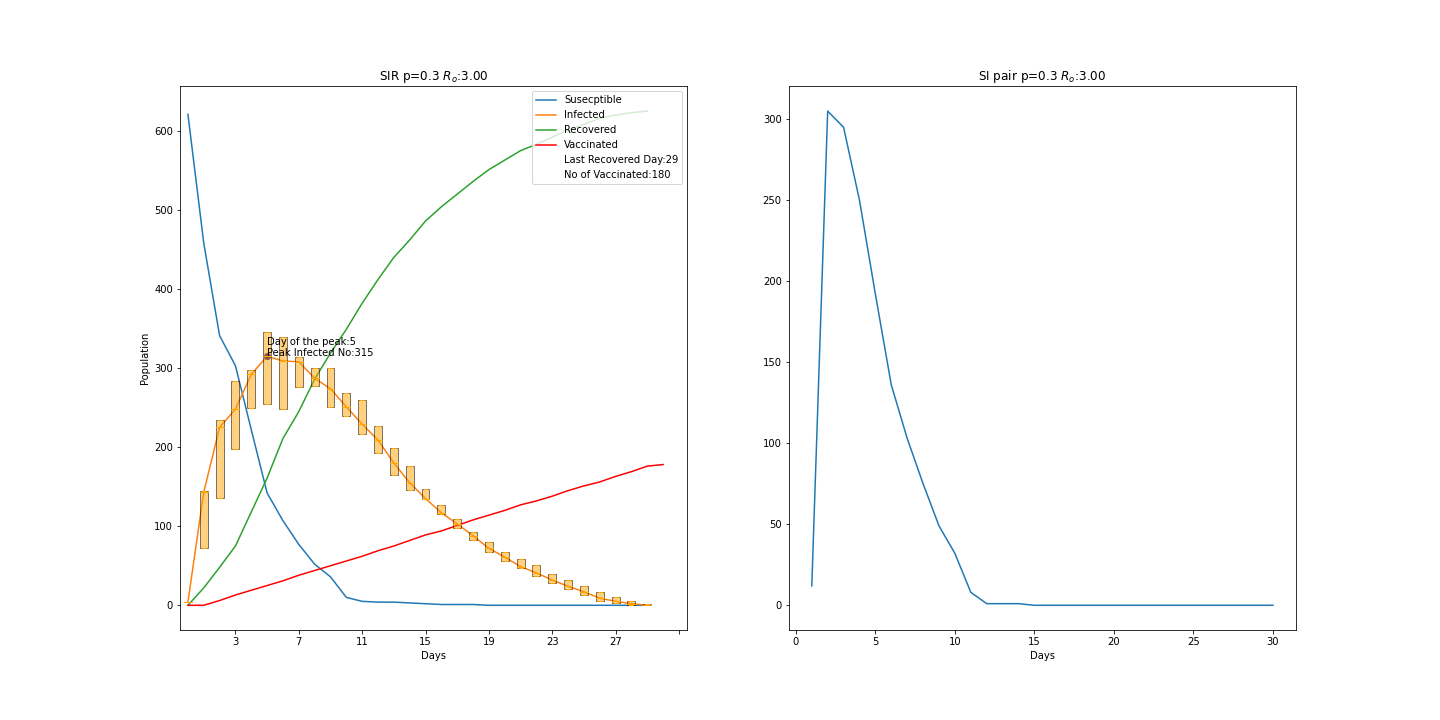 SIR p=0.3 Rₒ:3.00
Susecptible
Infected
Recovered
Vaccinated
Last Recovered Day:29
No of Vaccinated:180
600
500
400
300
200
100
0
Population
Day of the peak:5
Peak Infected No:315
3 7 11 15 19 23 27
Days
SI pair p=0.3 Rₒ:3.00
300
250
200
150
100
50
0
0 5 10 15 20 25 30
Days